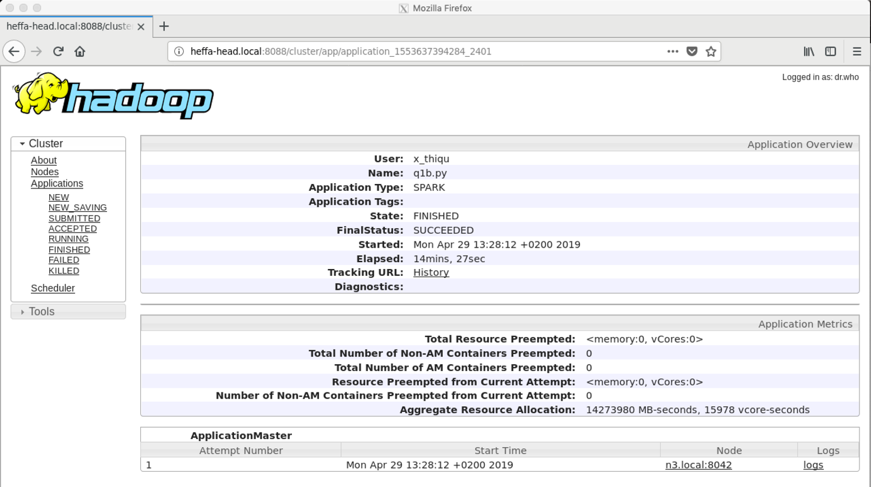 Mozilla Firefox
heffa-head.local:8088/cluste
heffa-head.local:8088/cluster/app/application_1553637394284_2401
Logged in as: dr.who
hadoop
Cluster
About
Nodes
Applications
NEW
NEW_SAVING
SUBMITTED
ACCEPTED
RUNNING
FINISHED
FAILED
KILLED
Scheduler
Tools
Application Overview
User: x_thiqu
Name: q1b.py
Application Type: SPARK
Application Tags:
State: FINISHED
FinalStatus: SUCCEEDED
Started: Mon Apr 29 13:28:12 +0200 2019
Elapsed: 14mins, 27sec
Tracking URL: History
Diagnostics:
Application Metrics
Total Resource Preempted: <memory:0, vCores:0>
Total Number of Non-AM Containers Preempted: 0
Total Number of AM Containers Preempted: 0
Resource Preempted from Current Attempt: <memory:0, vCores:0>
Number of Non-AM Containers Preempted from Current Attempt: 0
Aggregate Resource Allocation: 14273980 MB-seconds, 15978 vcore-seconds
ApplicationMaster
Attempt Number Start Time Node Logs
1 Mon Apr 29 13:28:12 +0200 2019 n3.local:8042 logs